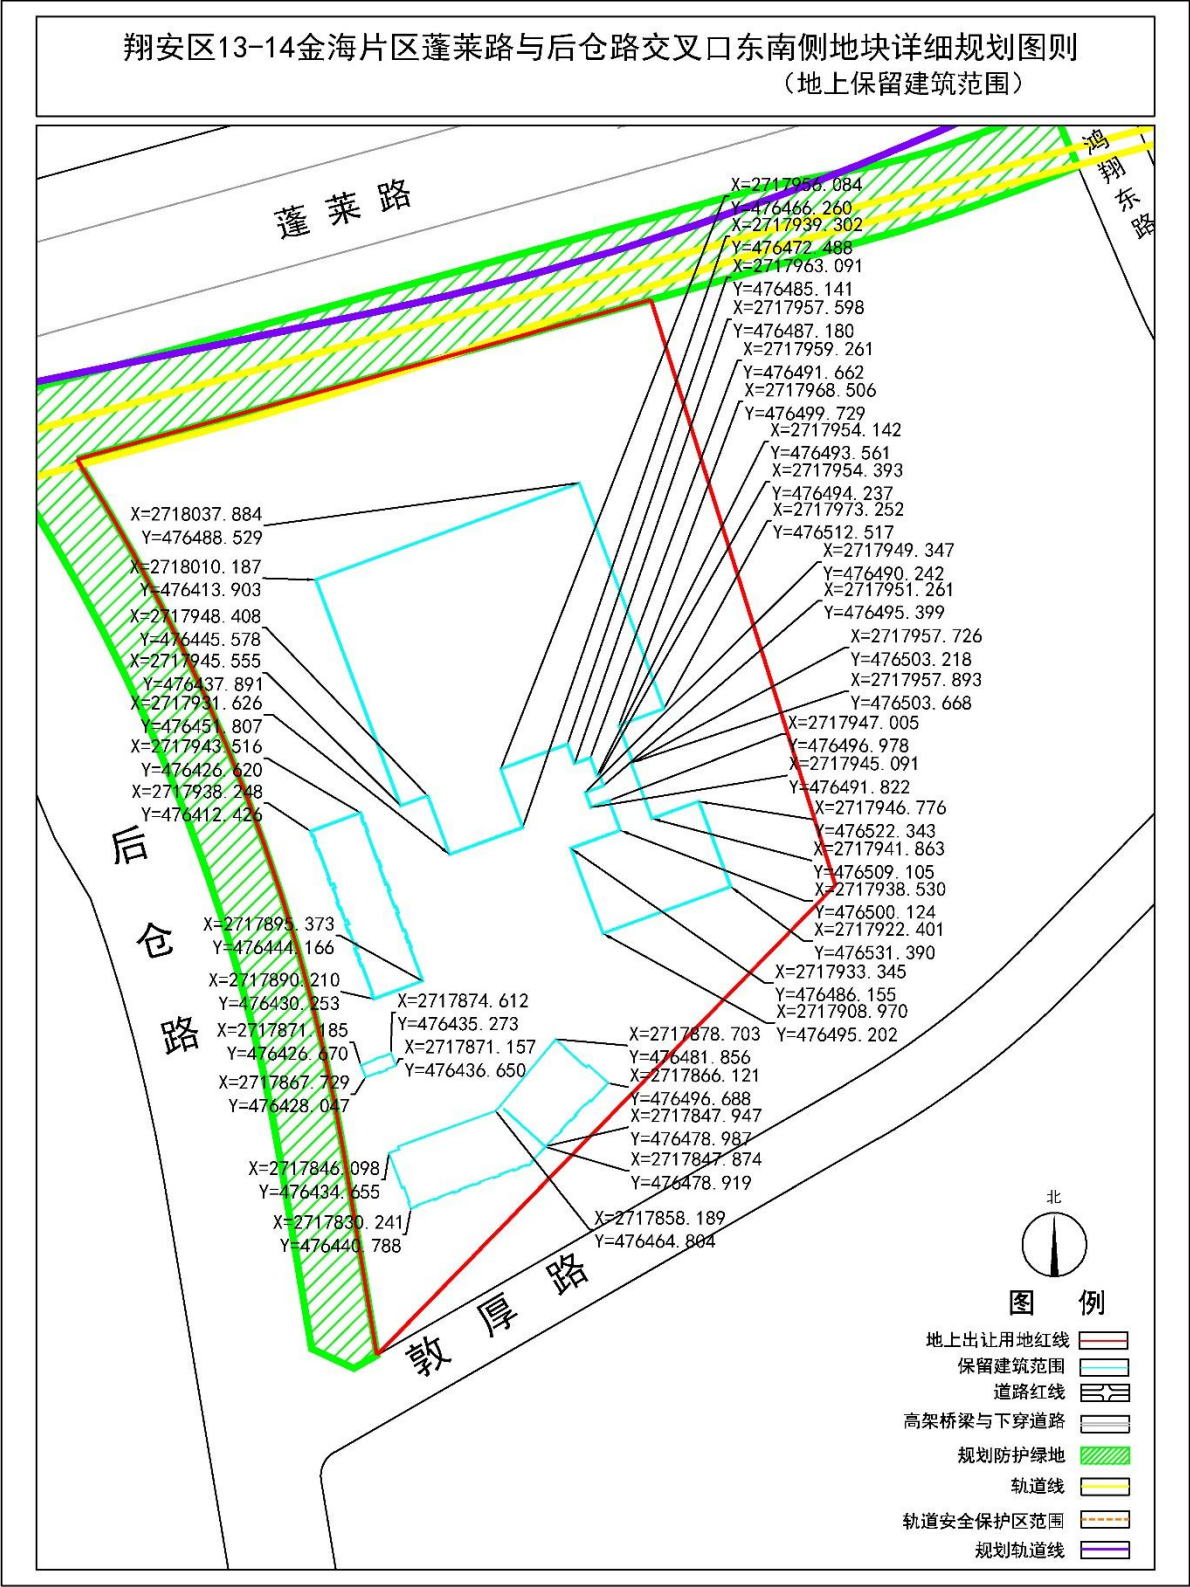 翔安区13-14金海片区蓬莱路与后仓路交叉口东南侧地块详细规划图则
（地上保留建筑范围）
蓬莱路
鸿翔东路
X=2717956.084
Y=476466.260
X=2717939.302
Y=476472.488
X=2717963.091
Y=476485.141
X=2717957.598
Y=476487.180
X=2717959.261
Y=476491.662
X=2717968.506
Y=476499.729
X=2717954.142
Y=476493.561
X=2717954.393
Y=476494.237
X=2717973.252
Y=476512.517
X=2717949.347
Y=476490.242
X=2717951.261
Y=476495.399
X=2717957.726
Y=476503.218
X=2717957.893
Y=476503.668
X=2717947.005
Y=476496.978
X=2717945.091
Y=476491.822
X=2717946.776
Y=476522.343
X=2717941.863
Y=476509.105
X=2717938.530
Y=476500.124
X=2717922.401
Y=476531.390
X=2717933.345
Y=476486.155
X=2717908.970
Y=476495.202
X=2718037.884
Y=476488.529
X=2718010.187
Y=476413.903
X=2717948.408
Y=476445.578
X=2717945.555
Y=476437.891
X=2717931.626
Y=476451.807
X=2717943.516
Y=476426.620
X=2717938.248
Y=476412.426
后仓路
X=2717895.373
Y=476444.166
X=2717890.210
Y=476430.253
X=2717871.185
Y=476426.670
X=2717867.729
Y=476428.047
X=2717874.612
Y=476435.273
X=2717871.157
Y=476436.650
X=2717878.703
Y=476481.856
X=2717866.121
Y=476496.688
X=2717847.947
Y=476478.987
X=2717847.874
Y=476478.919
X=2717846.098
Y=476434.655
X=2717830.241
Y=476440.788
X=2717858.189
Y=476464.804
敦厚路
北
图 例
地上出让用地红线
保留建筑范围
道路红线
高架桥梁与下穿道路
规划防护绿地
轨道线
轨道安全保护区范围
规划轨道线